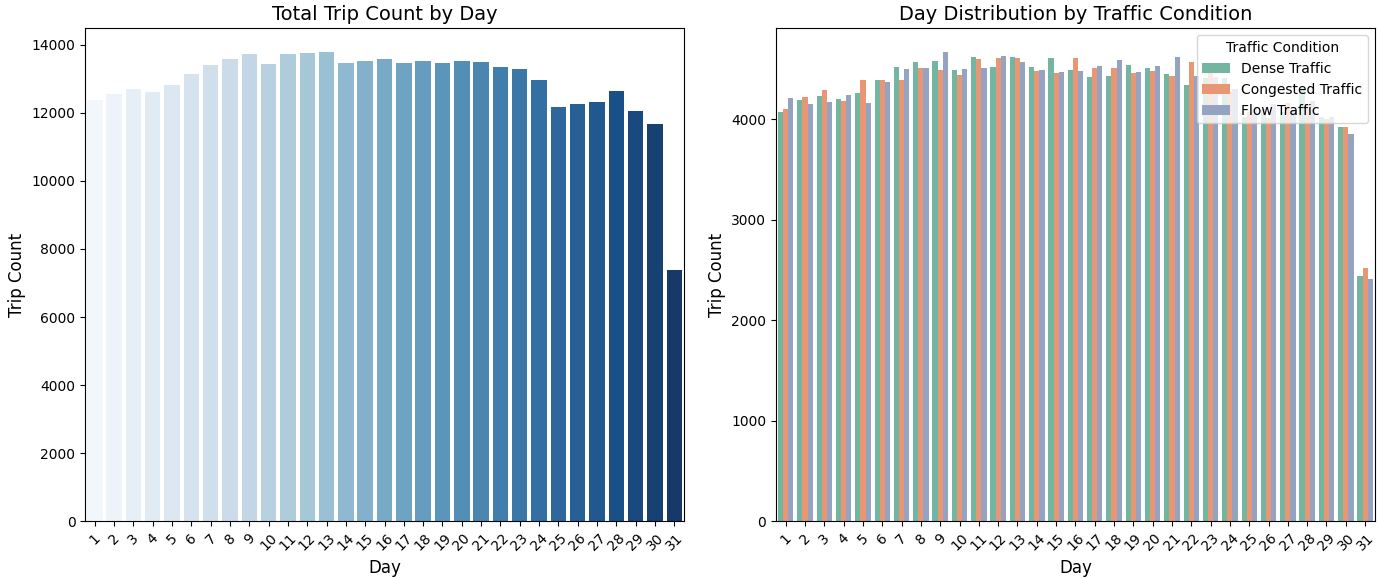 Total Trip Count by Day
14000
12000
10000
8000
6000
4000
2000
0
Trip Count
1 2 3 4 5 6 7 8 9 10 11 12 13 14 15 16 17 18 19 20 21 22 23 24 25 26 27 28 29 30 31
Day
Day Distribution by Traffic Condition
Traffic Condition
Dense Traffic
Congested Traffic
Flow Traffic
4000
3000
2000
1000
0
Trip Count
1 2 3 4 5 6 7 8 9 10 11 12 13 14 15 16 17 18 19 20 21 22 23 24 25 26 27 28 29 30 31
Day